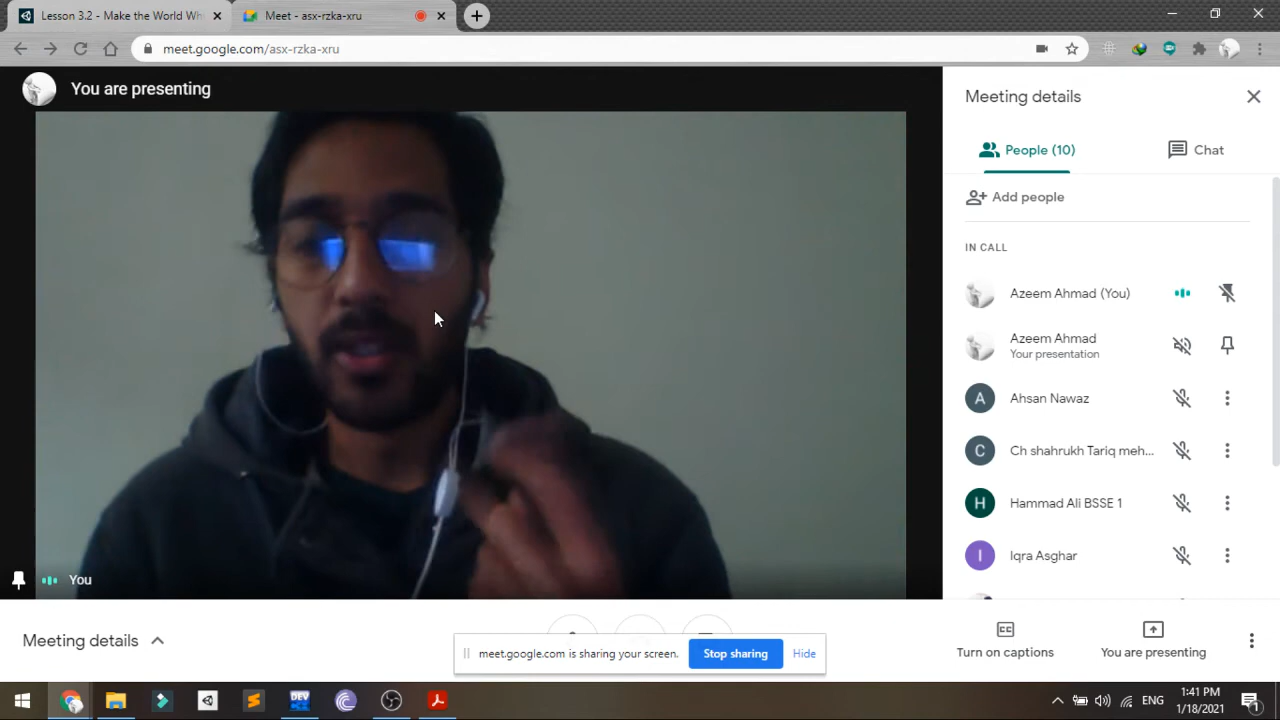 Lesson 3.2 - Make the World Wh
Meet - asx-rzka-xru
meet.google.com/asx-rzka-xru
You are presenting
Meeting details
People (10)
Chat
Add people
IN CALL
Azeem Ahmad (You)
Azeem Ahmad
Your presentation
A
Ahsan Nawaz
C
Ch shahrukh Tariq meh...
H
Hammad Ali BSSE 1
I
Iqra Asghar
You
Meeting details
meet.google.com is sharing your screen.
Stop sharing
Hide
CC
Turn on captions
You are presenting
DEV
ENG
1:41 PM
1/18/2021
1